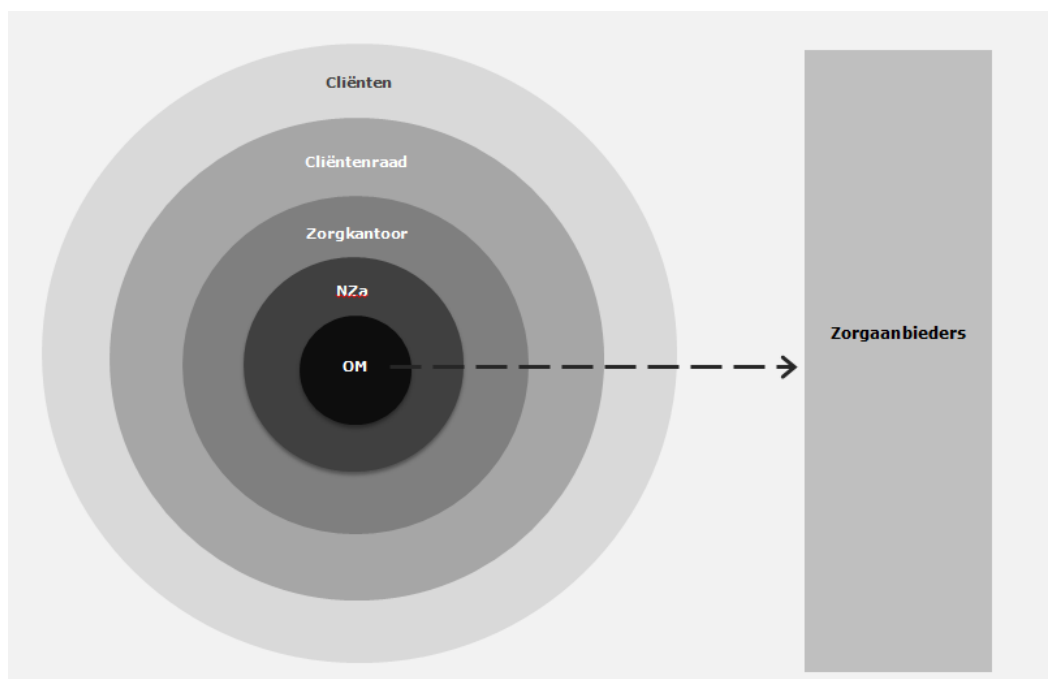 Cliënten
Cliëntenraad
Zorgkantoor
NZa
OM
Zorgaanbieders